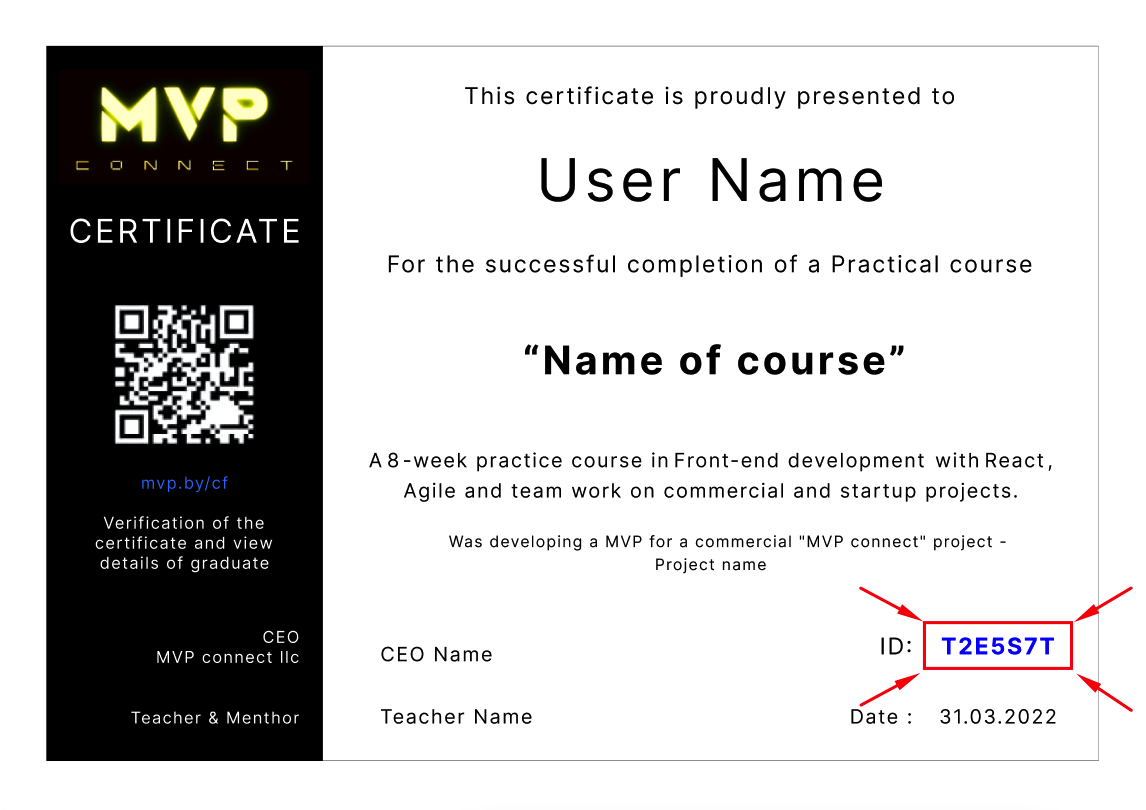 MVP
CONNECT
CERTIFICATE
mvp.by/cf
Verification of the
certificate and view
details of graduate
CEO
MVP connect llc
Teacher & Menthor
This certificate is proudly presented to
User Name
For the successful completion of a Practical course
“Name of course”
A 8-week practice course in Front-end development with React,
Agile and team work on commercial and startup projects.
Was developing a MVP for a commercial "MVP connect" project -
Project name
CEO Name
ID: T2E5S7T
Teacher Name
Date : 31.03.2022